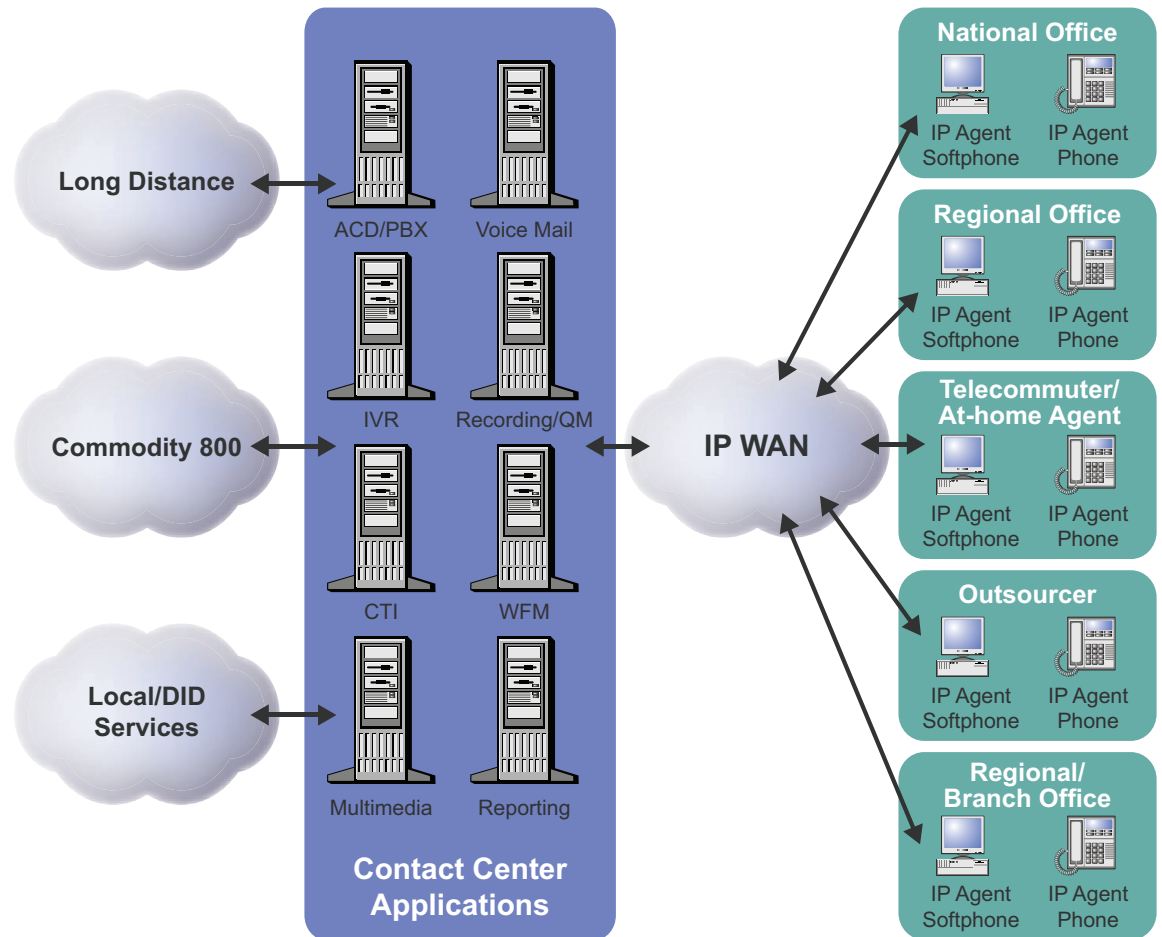 Long Distance
Commodity 800
Local/DID
Services
ACD/PBX
Voice Mail
IVR
Recording/QM
CTI
WFM
Multimedia
Reporting
Contact Center
Applications
IP WAN
National Office
IP Agent
Softphone
IP Agent
Phone
Regional Office
IP Agent
Softphone
IP Agent
Phone
Telecommuter/
At-home Agent
IP Agent
Softphone
IP Agent
Phone
Outsourcer
IP Agent
Softphone
IP Agent
Phone
Regional/
Branch Office
IP Agent
Softphone
IP Agent
Phone